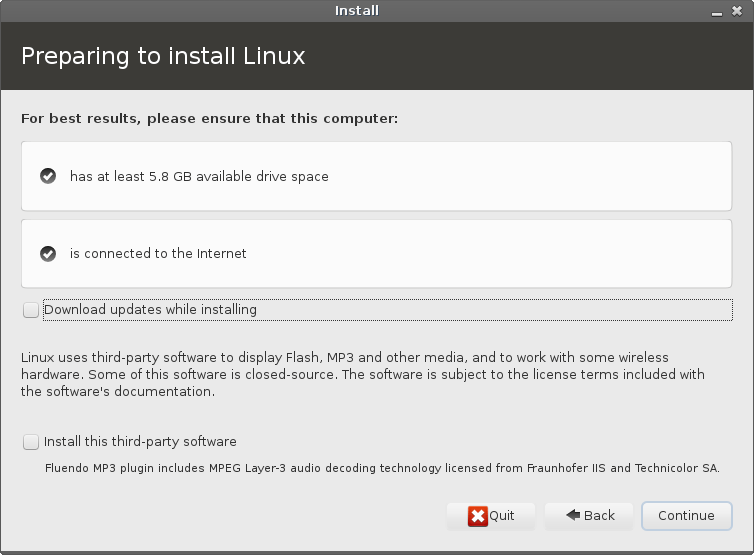 Install
Preparing to install Linux
For best results, please ensure that this computer:
has at least 5.8 GB available drive space
is connected to the Internet
Download updates while installing
Linux uses third-party software to display Flash, MP3 and other media, and to work with some wireless
hardware. Some of this software is closed-source. The software is subject to the license terms included with
the software's documentation.
Install this third-party software
Fluendo MP3 plugin includes MPEG Layer-3 audio decoding technology licensed from Fraunhofer IIS and Technicolor SA.
Quit Back Continue